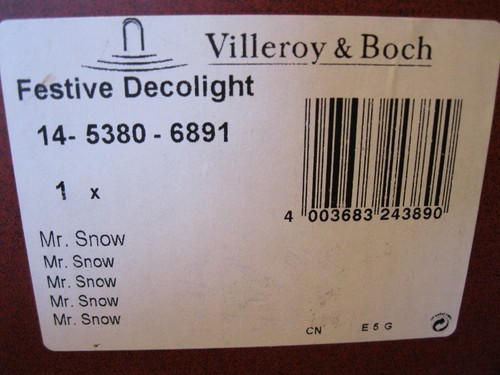 Villeroy & Boch
Festive Decolight
14- 5380 - 6891
1 x
4 003683 243890
Mr. Snow
Mr. Snow
Mr. Snow
Mr. Snow
Mr. Snow
CN E 5 G